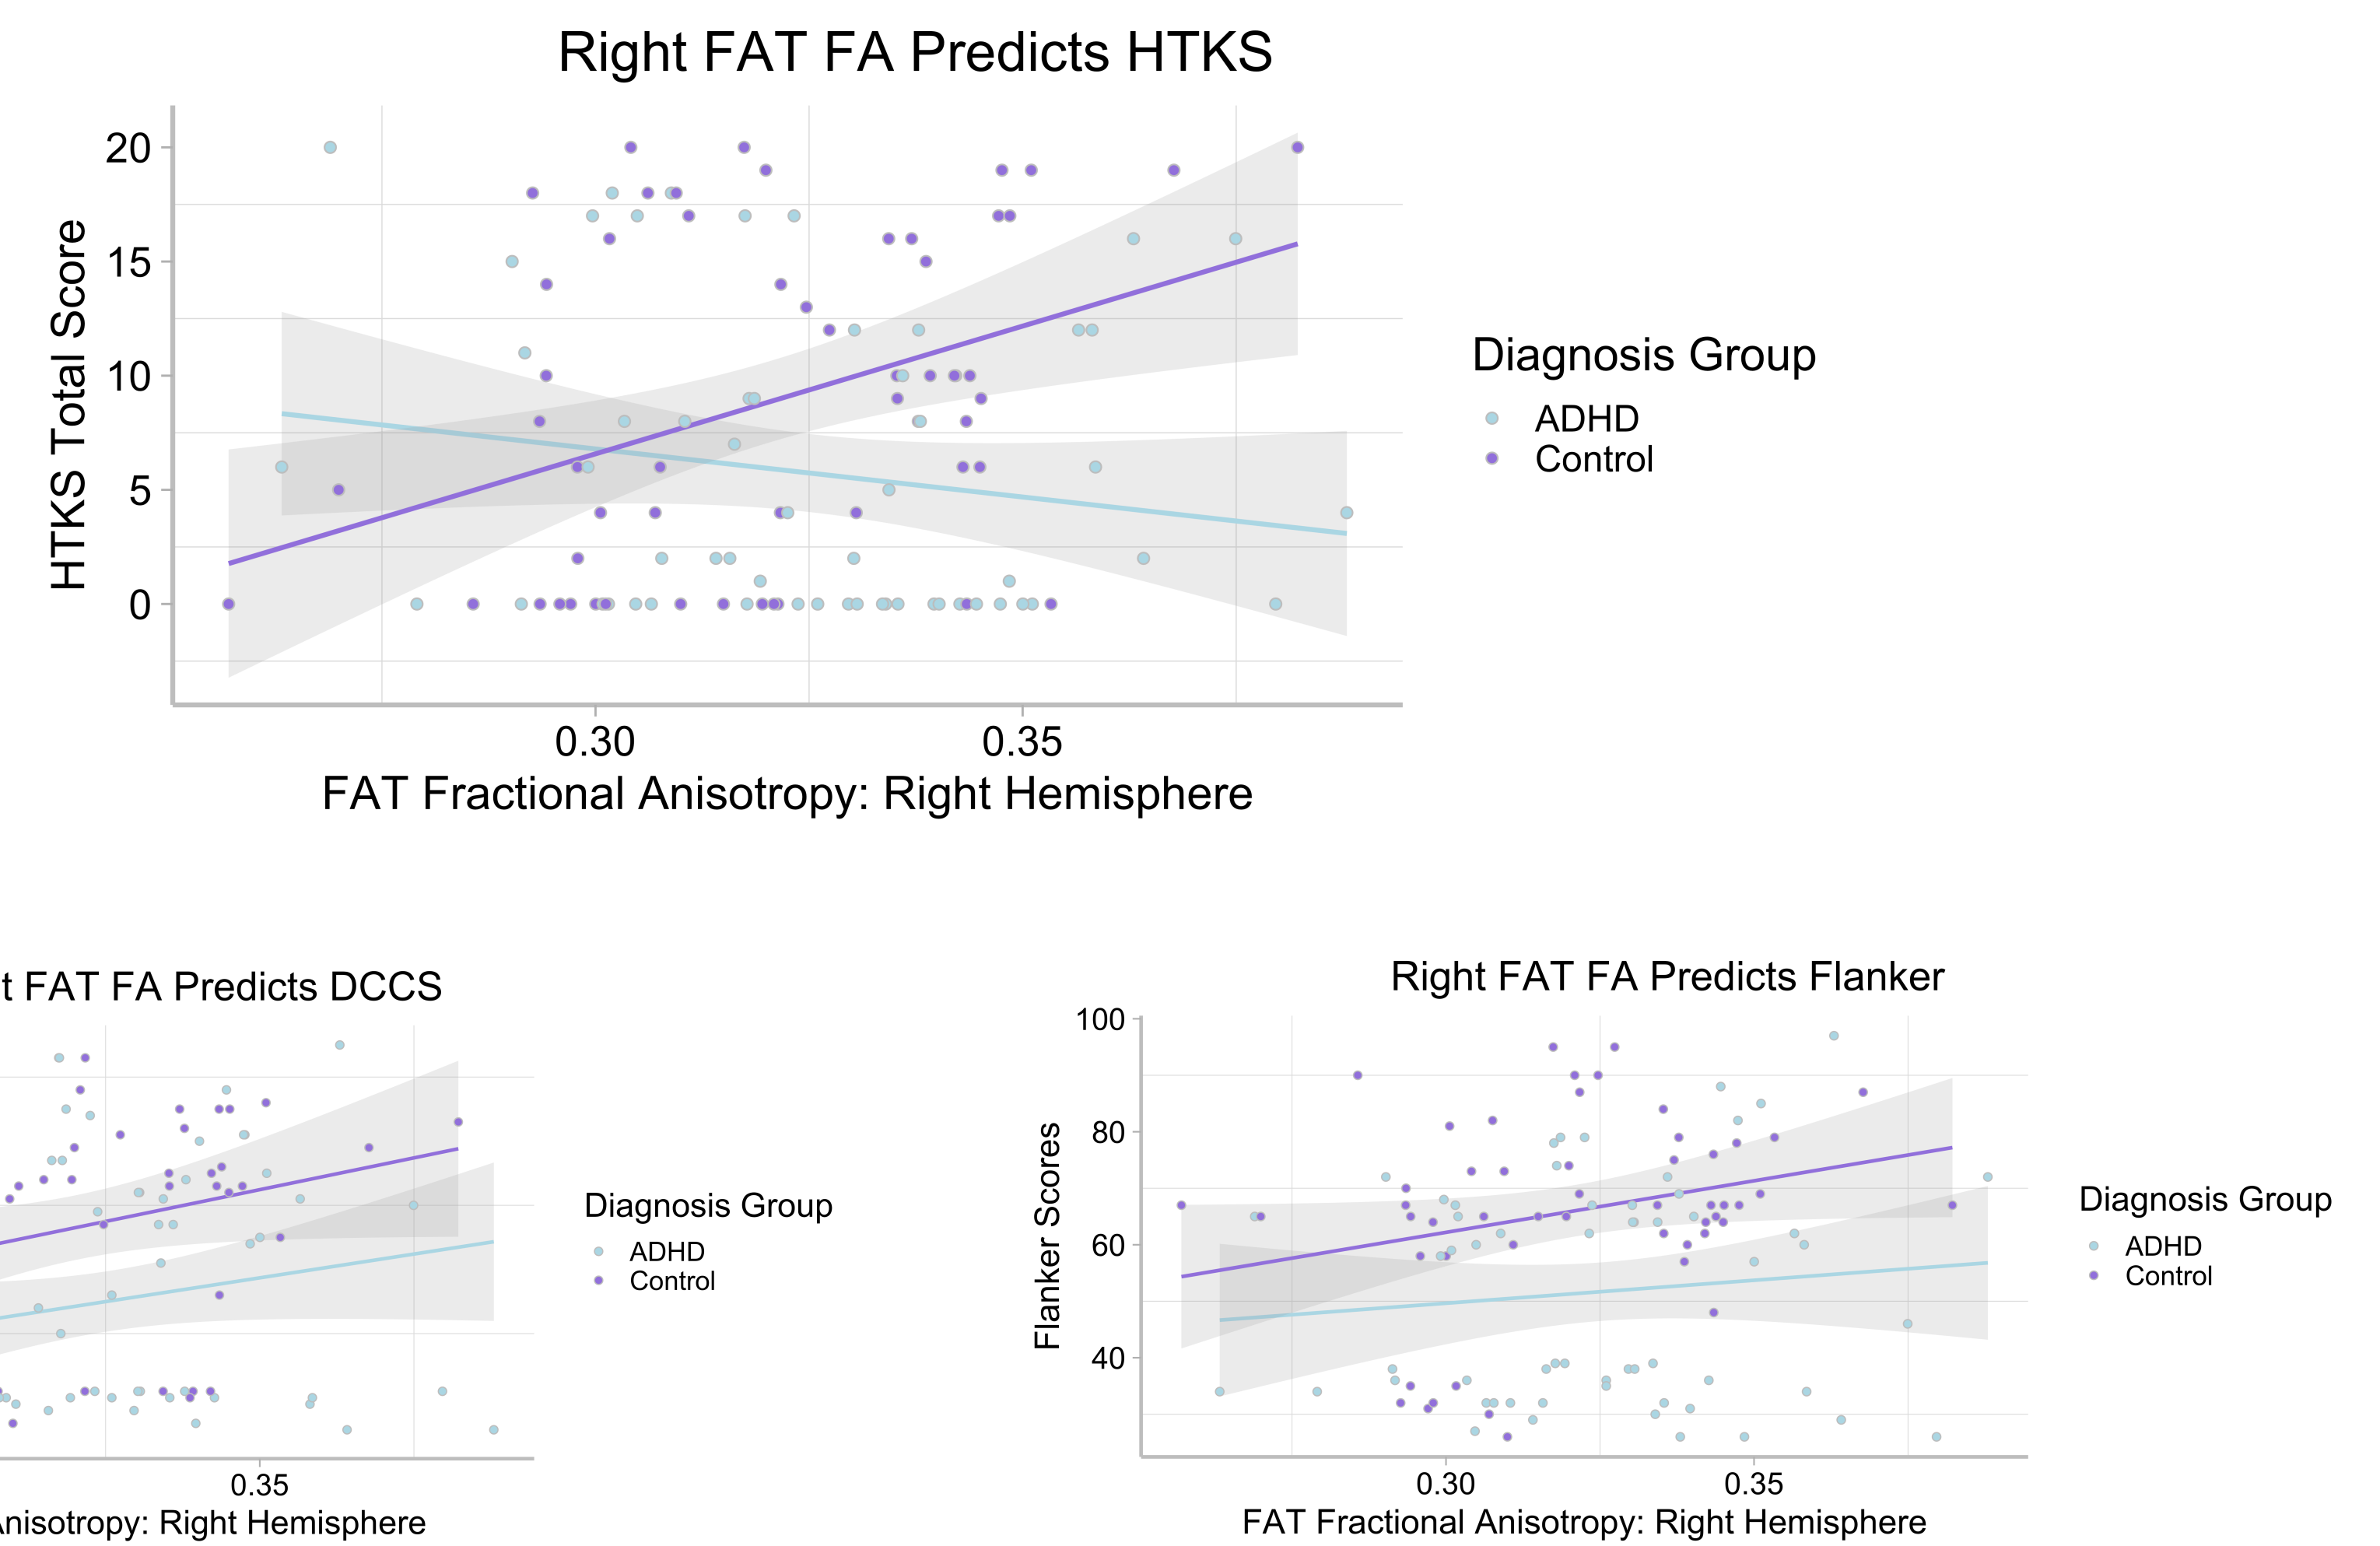 Right FAT FA Predicts HTKS
HTKS Total Score
20
15
10
5
0
0.30 0.35
FAT Fractional Anisotropy: Right Hemisphere
Diagnosis Group
ADHD
Control
t FAT FA Predicts DCCS
0.35
Anisotropy: Right Hemisphere
Diagnosis Group
ADHD
Control
Right FAT FA Predicts Flanker
Flanker Scores
100
80
60
40
0.30 0.35
FAT Fractional Anisotropy: Right Hemisphere
Diagnosis Group
ADHD
Control